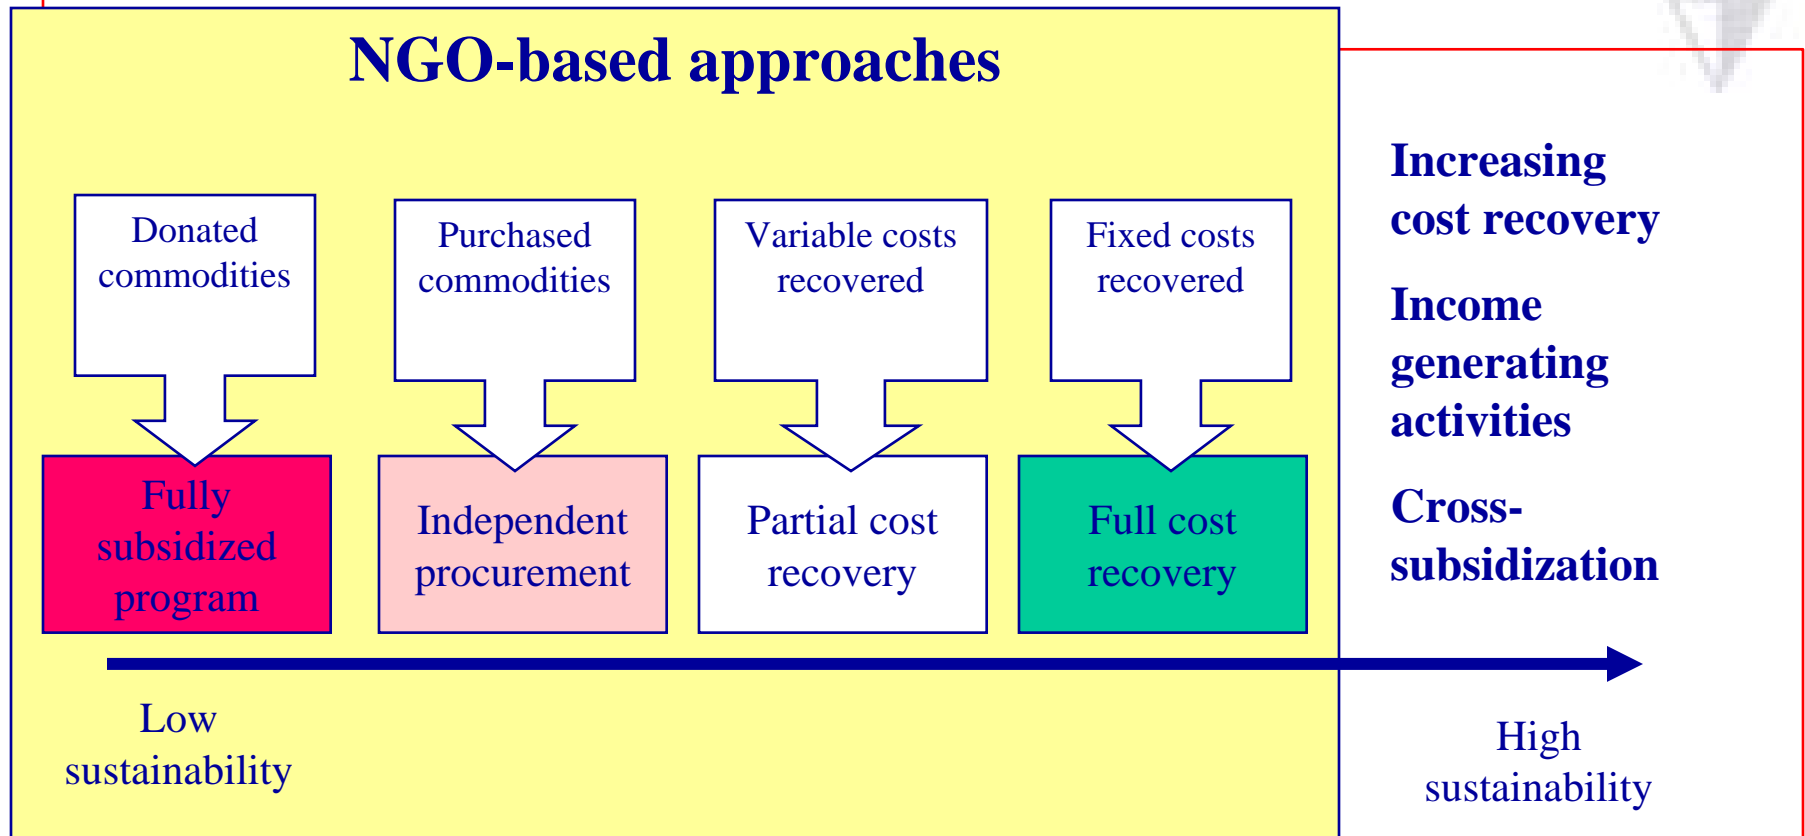 NGO-based approaches
Donated
commodities
Purchased
commodities
Variable costs
recovered
Fixed costs
recovered
Fully
subsidized
program
Independent
procurement
Partial cost
recovery
Full cost
recovery
Low
sustainability
Increasing
cost recovery
Income
generating
activities
Cross-
subsidization
High
sustainability